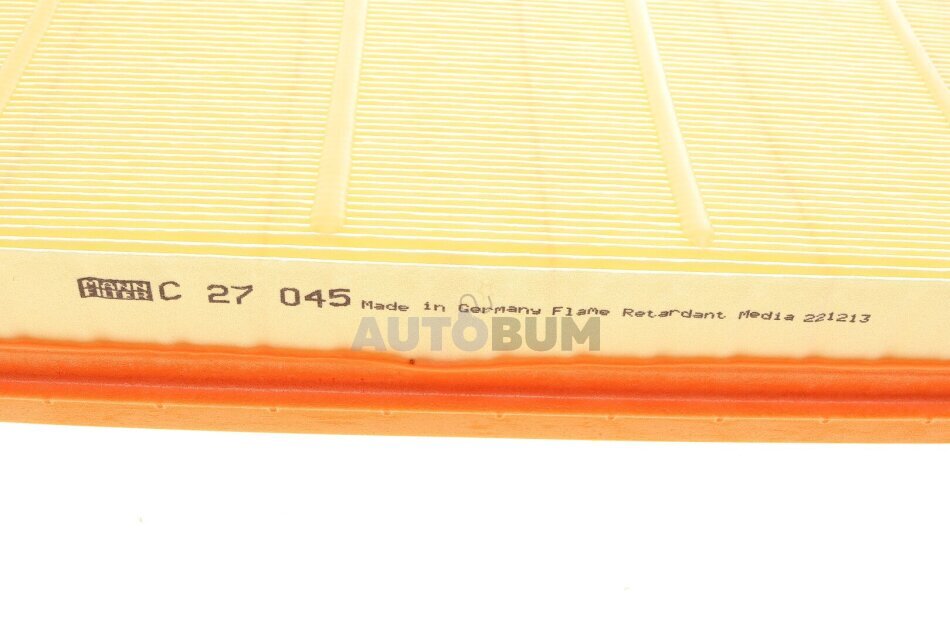 MANN FILTER C 27 045 Made in Germany Flame Retardant Media 221213
AUTOBUM